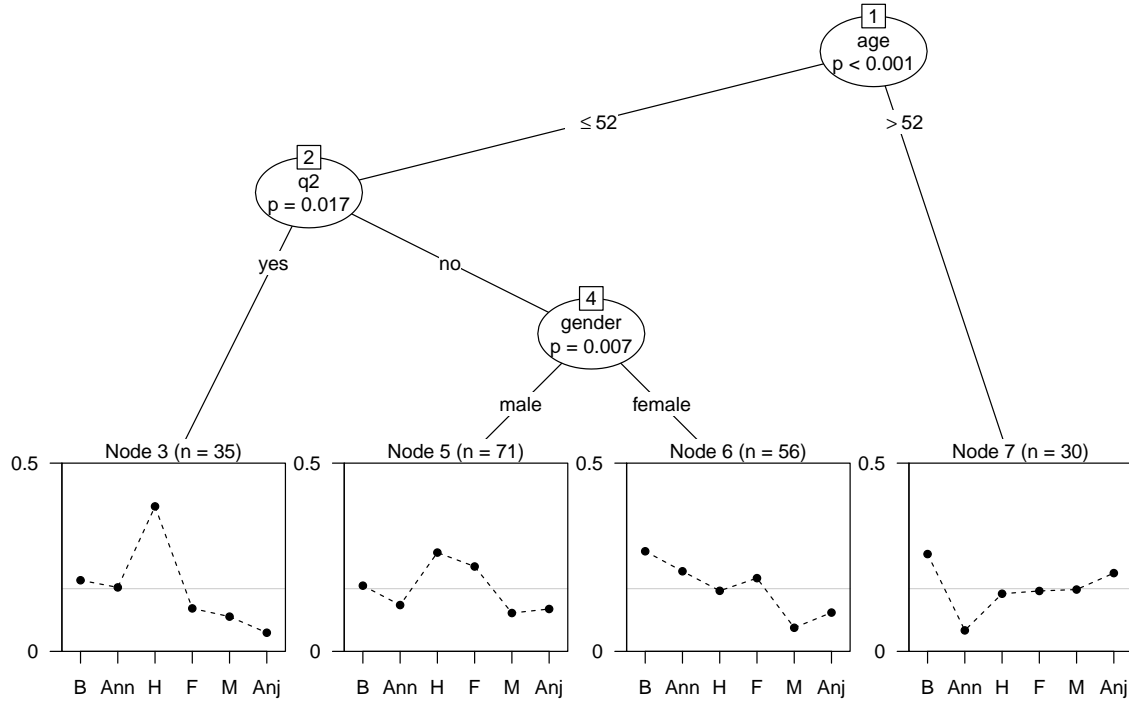 1
age
p < 0.001
≤ 52
> 52
2
q2
p = 0.017
yes
no
4
gender
p = 0.007
male
female
Node 3 (n = 35)
Node 5 (n = 71)
Node 6 (n = 56)
Node 7 (n = 30)
0.5
0.5
0.5
0.5
0
0
0
0
B Ann H F M Anj
B Ann H F M Anj
B Ann H F M Anj
B Ann H F M Anj